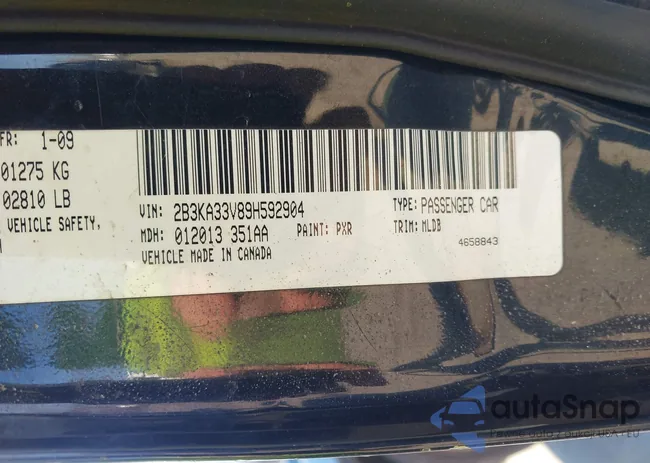 FR: 1-09
01275 KG
02810 LB
VEHICLE SAFETY,
VIN: 2B3KA33V89H592904
TYPE: PASSENGER CAR
MDH: 012013 351AA
PAINT: PXR
TRIM: MLDB
VEHICLE MADE IN CANADA
4658843
autoSnap